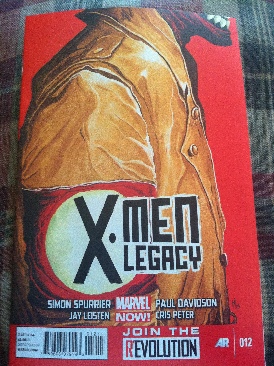 X-MEN
LEGACY
SIMON SPURRIER MARVEL PAUL DAVIDSON
JAY LEISTEN NOW! CRIS PETER
JOIN THE
REVOLUTION
AR 012